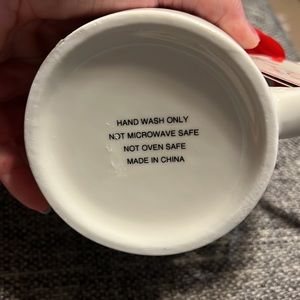 HAND WASH ONLY
NOT MICROWAVE SAFE
NOT OVEN SAFE
MADE IN CHINA